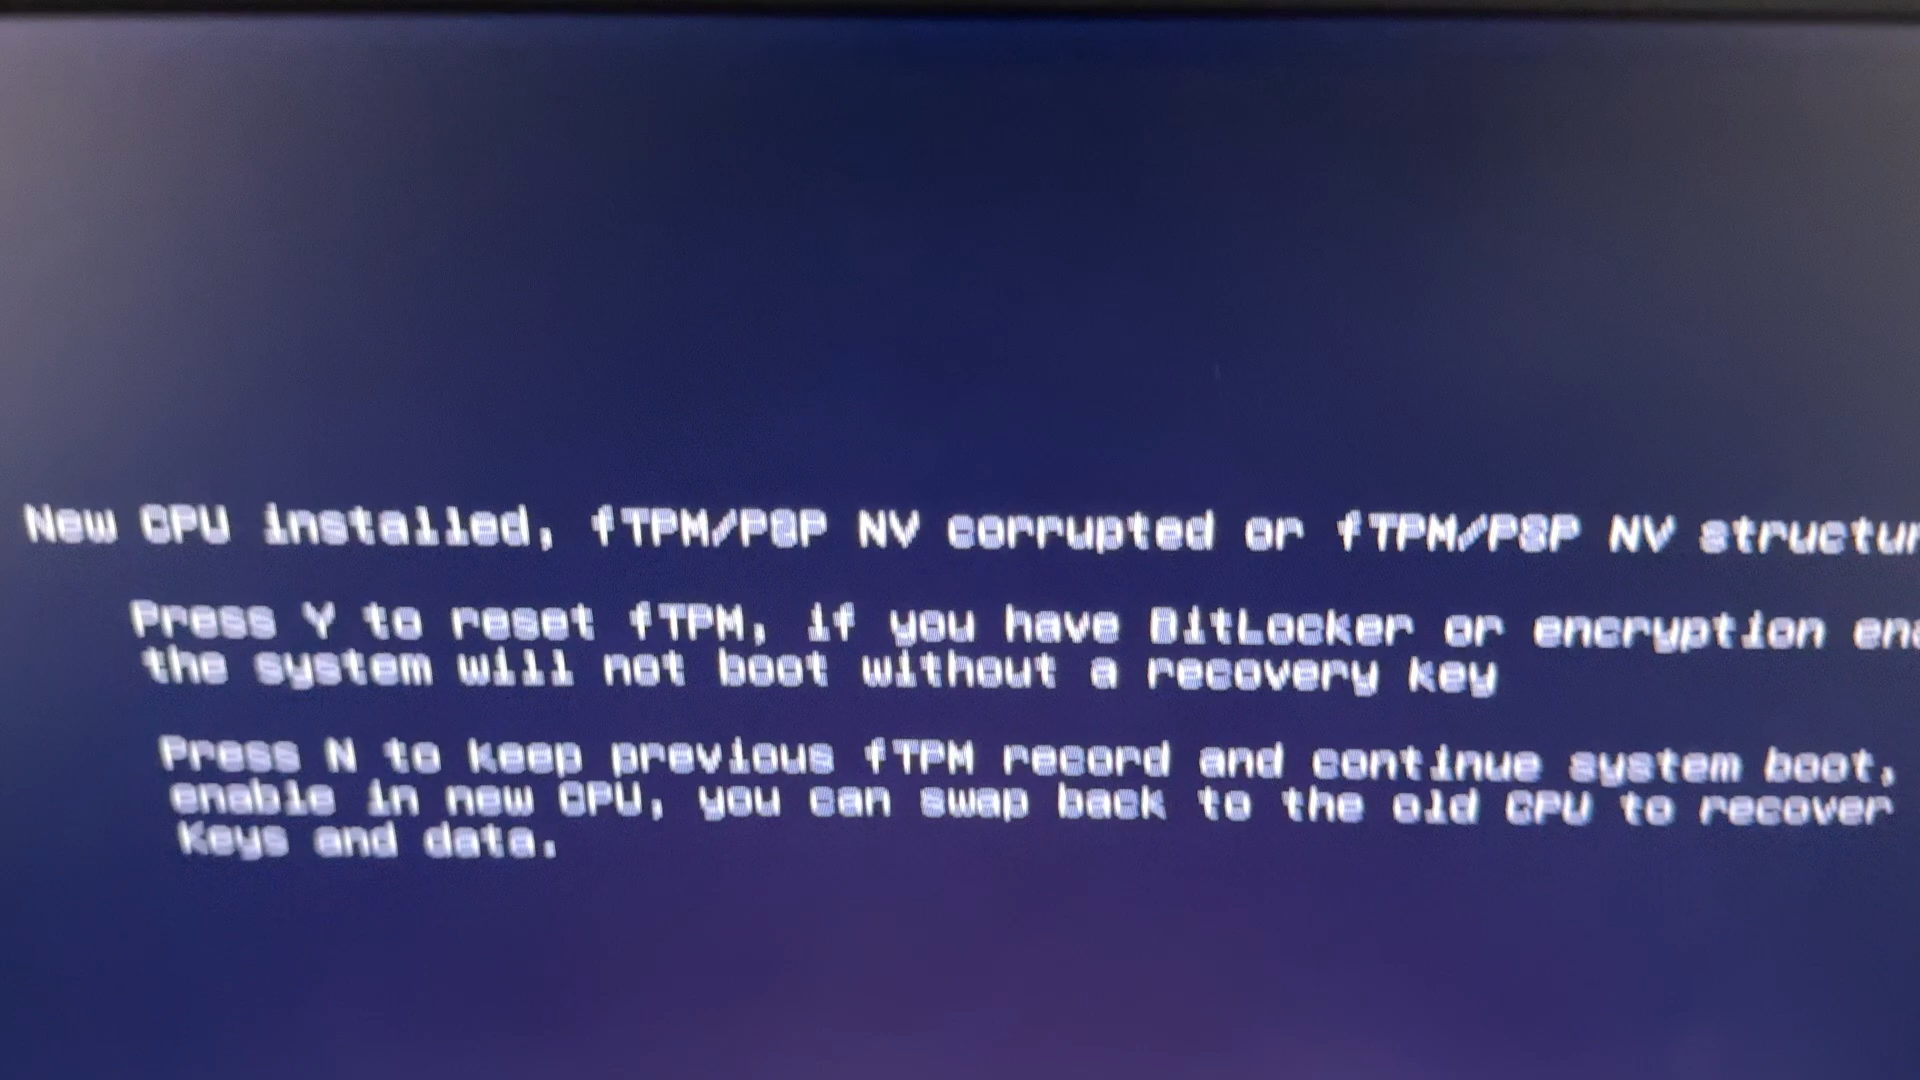 New CPU installed, fTPM/PSP NV corrupted or fTPM/PSP NV
Press Y to reset fTPM, if you have BitLocker or encryption
the system will not boot without a recovery key
Press N to keep previous fTPM record and continue system boot,
enable in new CPU, you can swap back to the old CPU to recover
Keys and data.